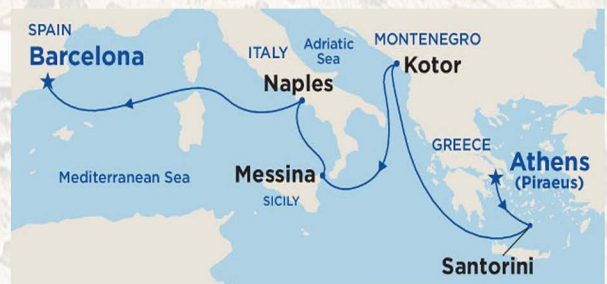 SPAIN
Barcelona
ITALY
Adriatic
Sea
MONTENEGRO
Kotor
Naples
GREECE
Athens
(Piraeus)
Mediterranean Sea
Messina
SICILY
Santorini